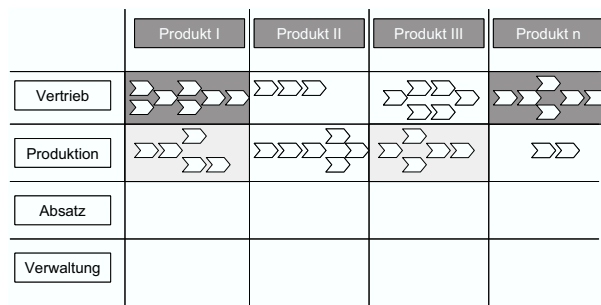 Produkt I
Produkt II
Produkt III
Produkt n
Vertrieb
Produktion
Absatz
Verwaltung